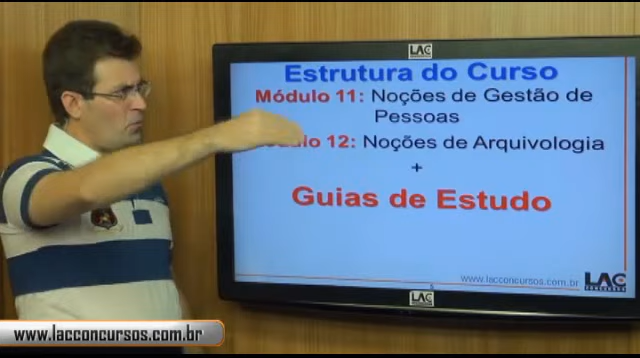 LAC
Estrutura do Curso
Módulo 11: Noções de Gestão de
Pessoas
12: Noções de Arquivologia
+
Guias de Estudo
www.lacconcursos.com.br
LAC
CONCURSOS
LAC
www.lacconcursos.com.br